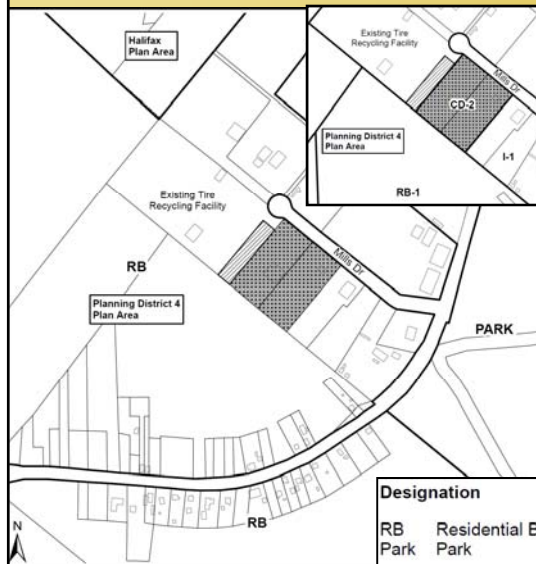 Halifax
Plan Area
Existing Tire
Recycling Facility
Mills Dr
CD-2
Planning District 4
Plan Area
I-1
RB-1
Existing Tire
Recycling Facility
Mills Dr
RB
Planning District 4
Plan Area
PARK
RB
N
Designation
RB Residential B
Park Park